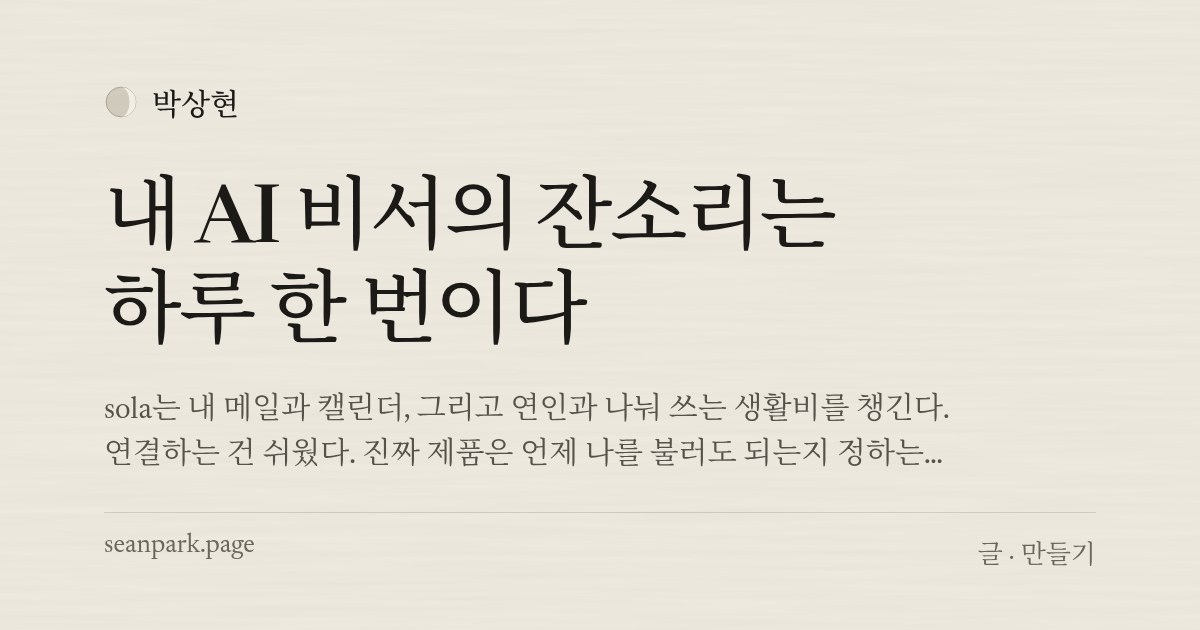 박상현
내 AI 비서의 잔소리는
하루 한 번이다
sola는 내 메일과 캘린더, 그리고 연인과 나눠 쓰는 생활비를 챙긴다.
연결하는 건 쉬웠다. 진짜 제품은 언제 나를 불러도 되는지 정하는...
seanpark.page
글 · 만들기